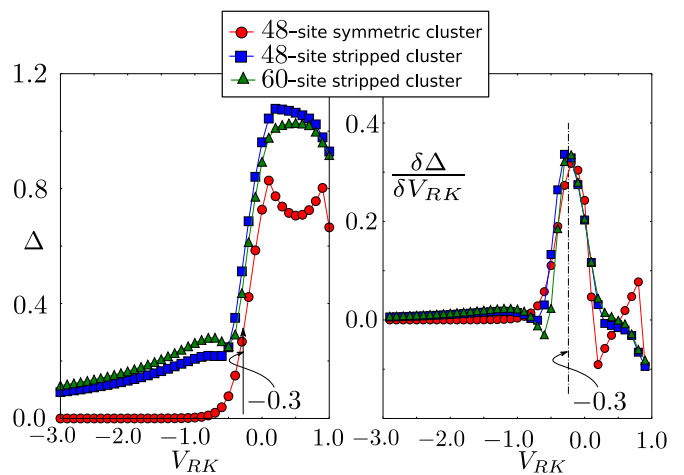 48-site symmetric cluster
48-site stripped cluster
60-site stripped cluster
1.2
0.8
Δ
0.4
0.0
-0.3
−3.0 −2.0 −1.0 0.0 1.0
V_RK
0.4
δΔ
δV_RK
0.2
0.0
-0.3
−3.0 −2.0 −1.0 0.0 1.0
V_RK